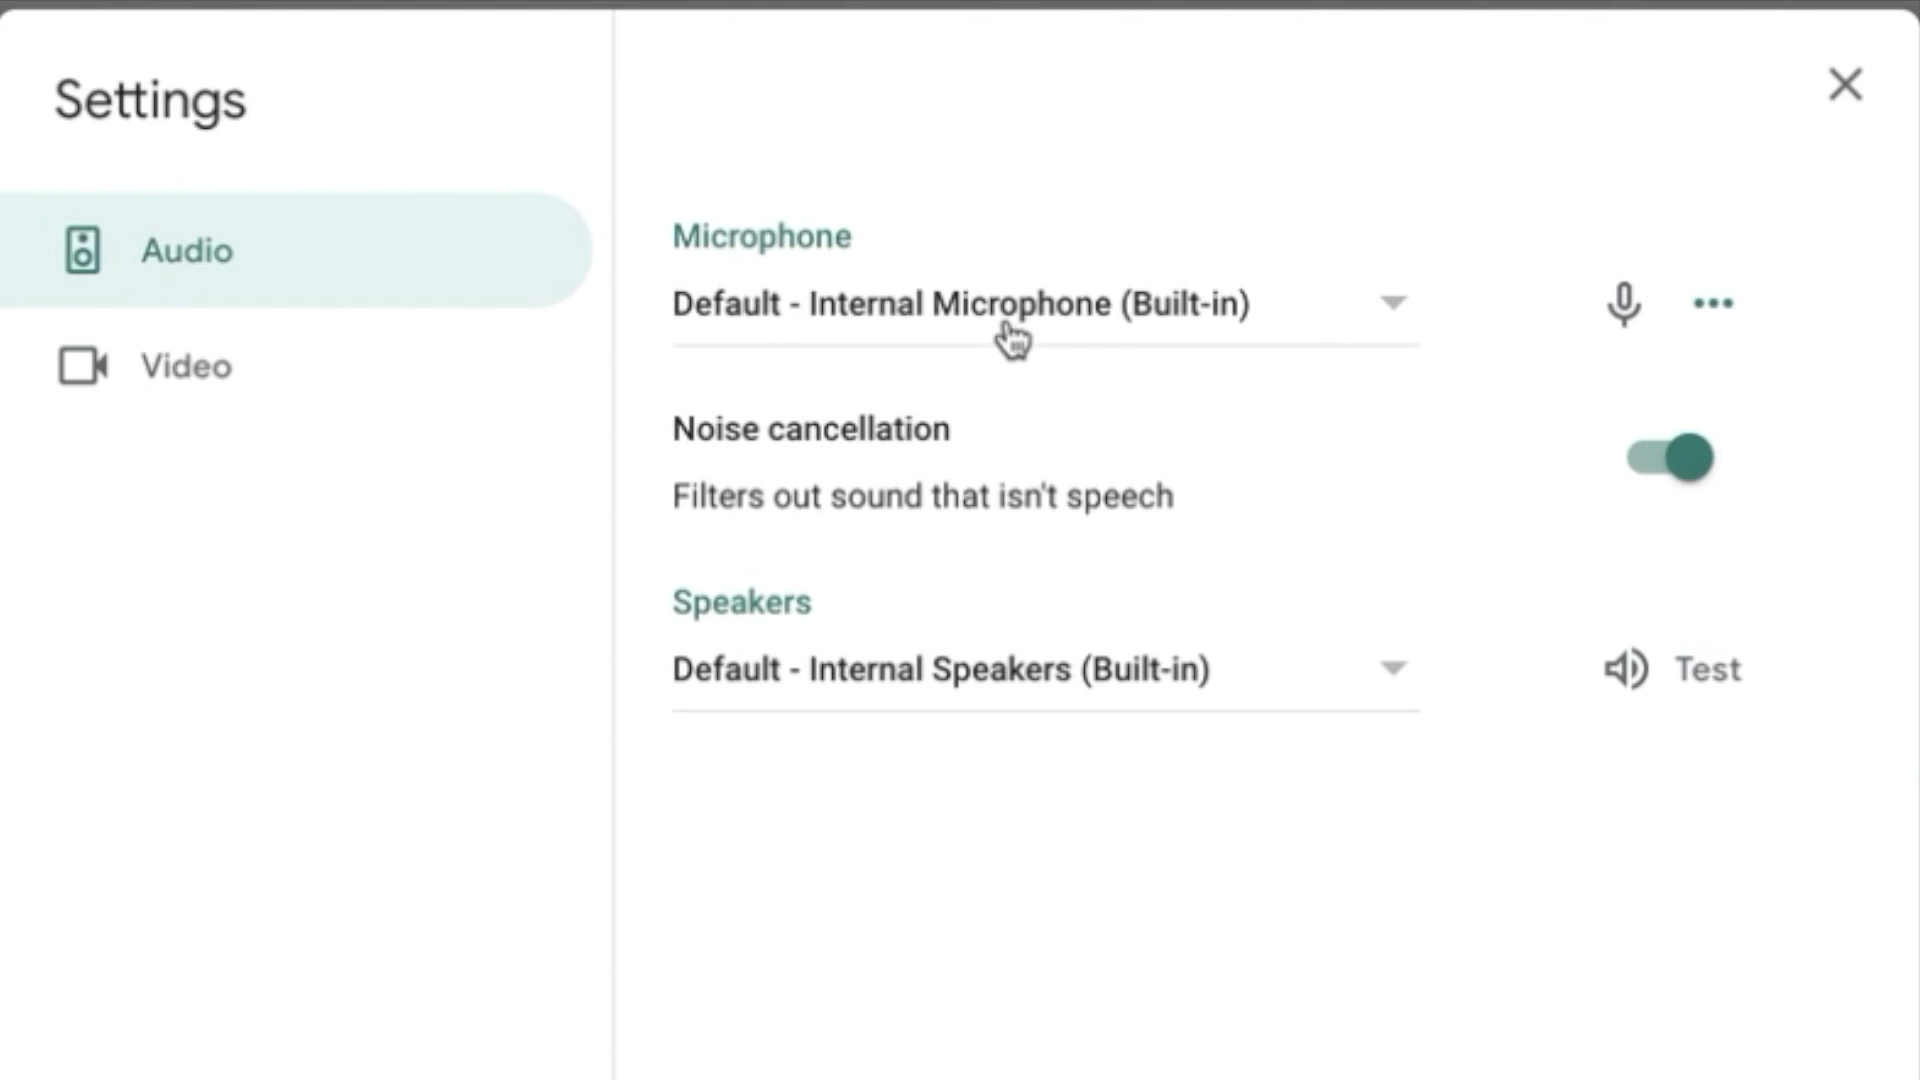 Settings
Audio
Video
Microphone
Default - Internal Microphone (Built-in)
Noise cancellation
Filters out sound that isn't speech
Speakers
Default - Internal Speakers (Built-in)
Test